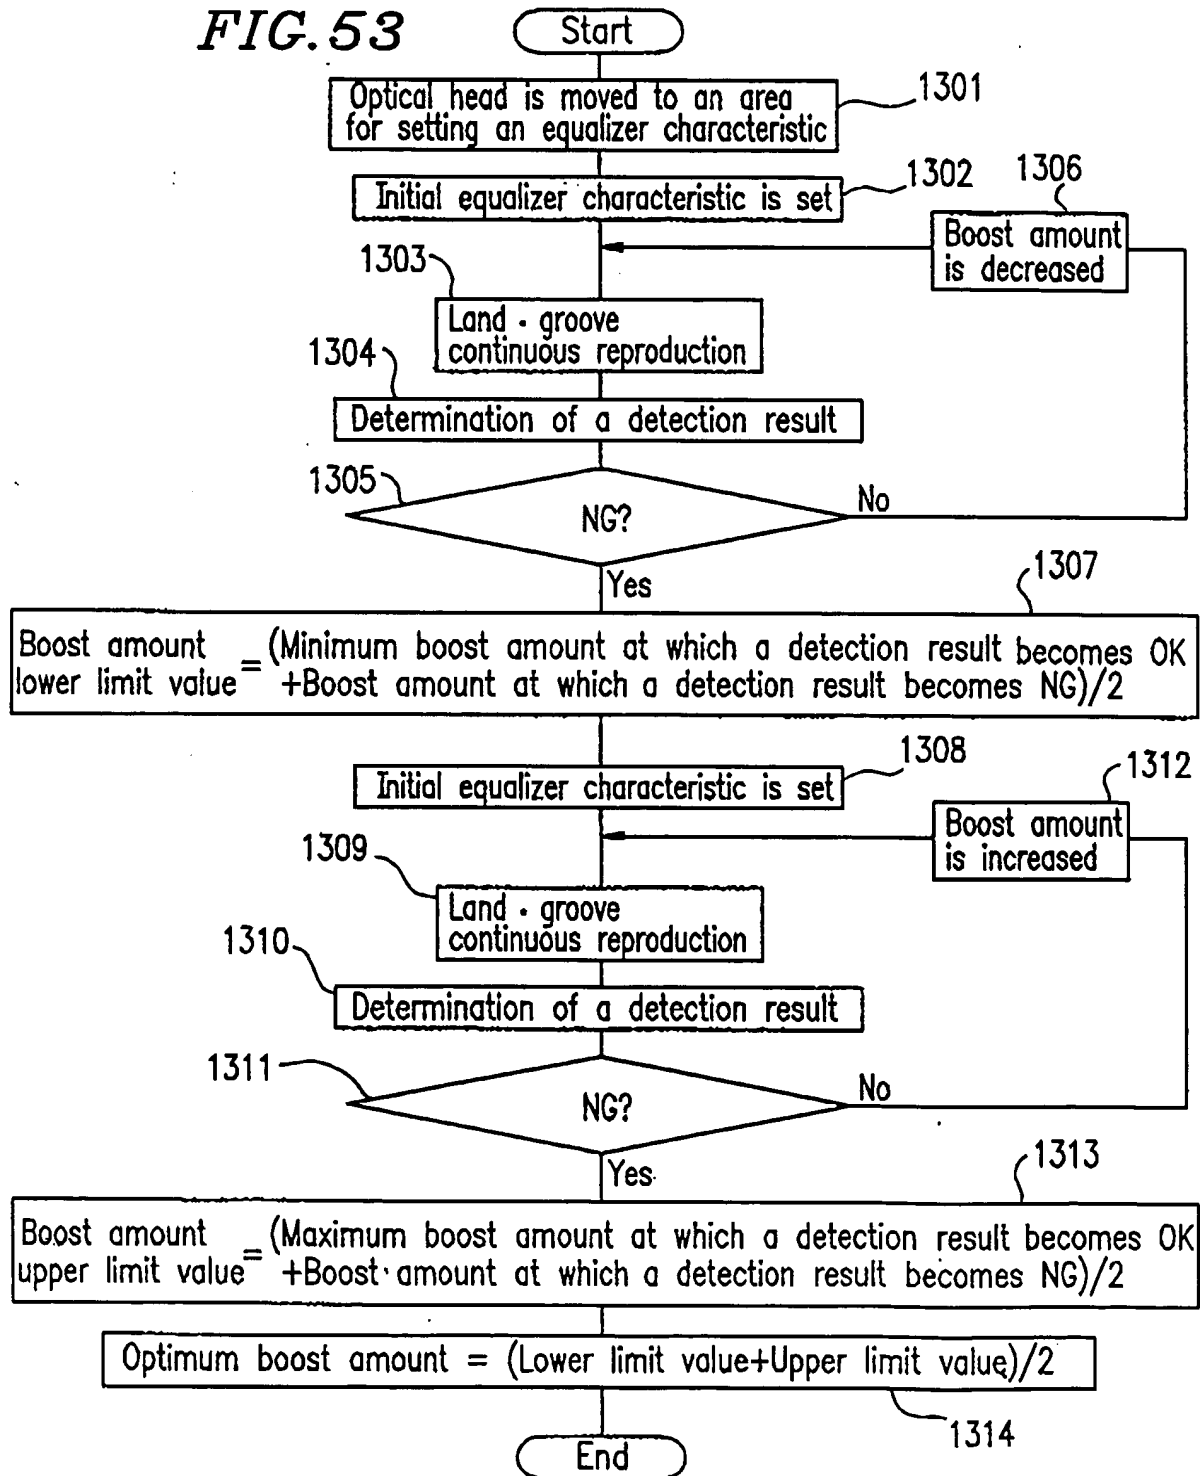 FIG.53
Start
Optical head is moved to an area
for setting an equalizer characteristic
1301
Initial equalizer characteristic is set
1302
1306
Boost amount
is decreased
1303
Land · groove
continuous reproduction
1304
Determination of a detection result
1305
NG?
No
Yes
1307
Boost amount
lower limit value
=
(Minimum boost amount at which a detection result becomes OK
+Boost amount at which a detection result becomes NG)/2
1308
Initial equalizer characteristic is set
1312
Boost amount
is increased
1309
Land · groove
continuous reproduction
1310
Determination of a detection result
1311
NG?
No
Yes
1313
Boost amount
upper limit value
=
(Maximum boost amount at which a detection result becomes OK
+Boost amount at which a detection result becomes NG)/2
Optimum boost amount = (Lower limit value+Upper limit value)/2
1314
End